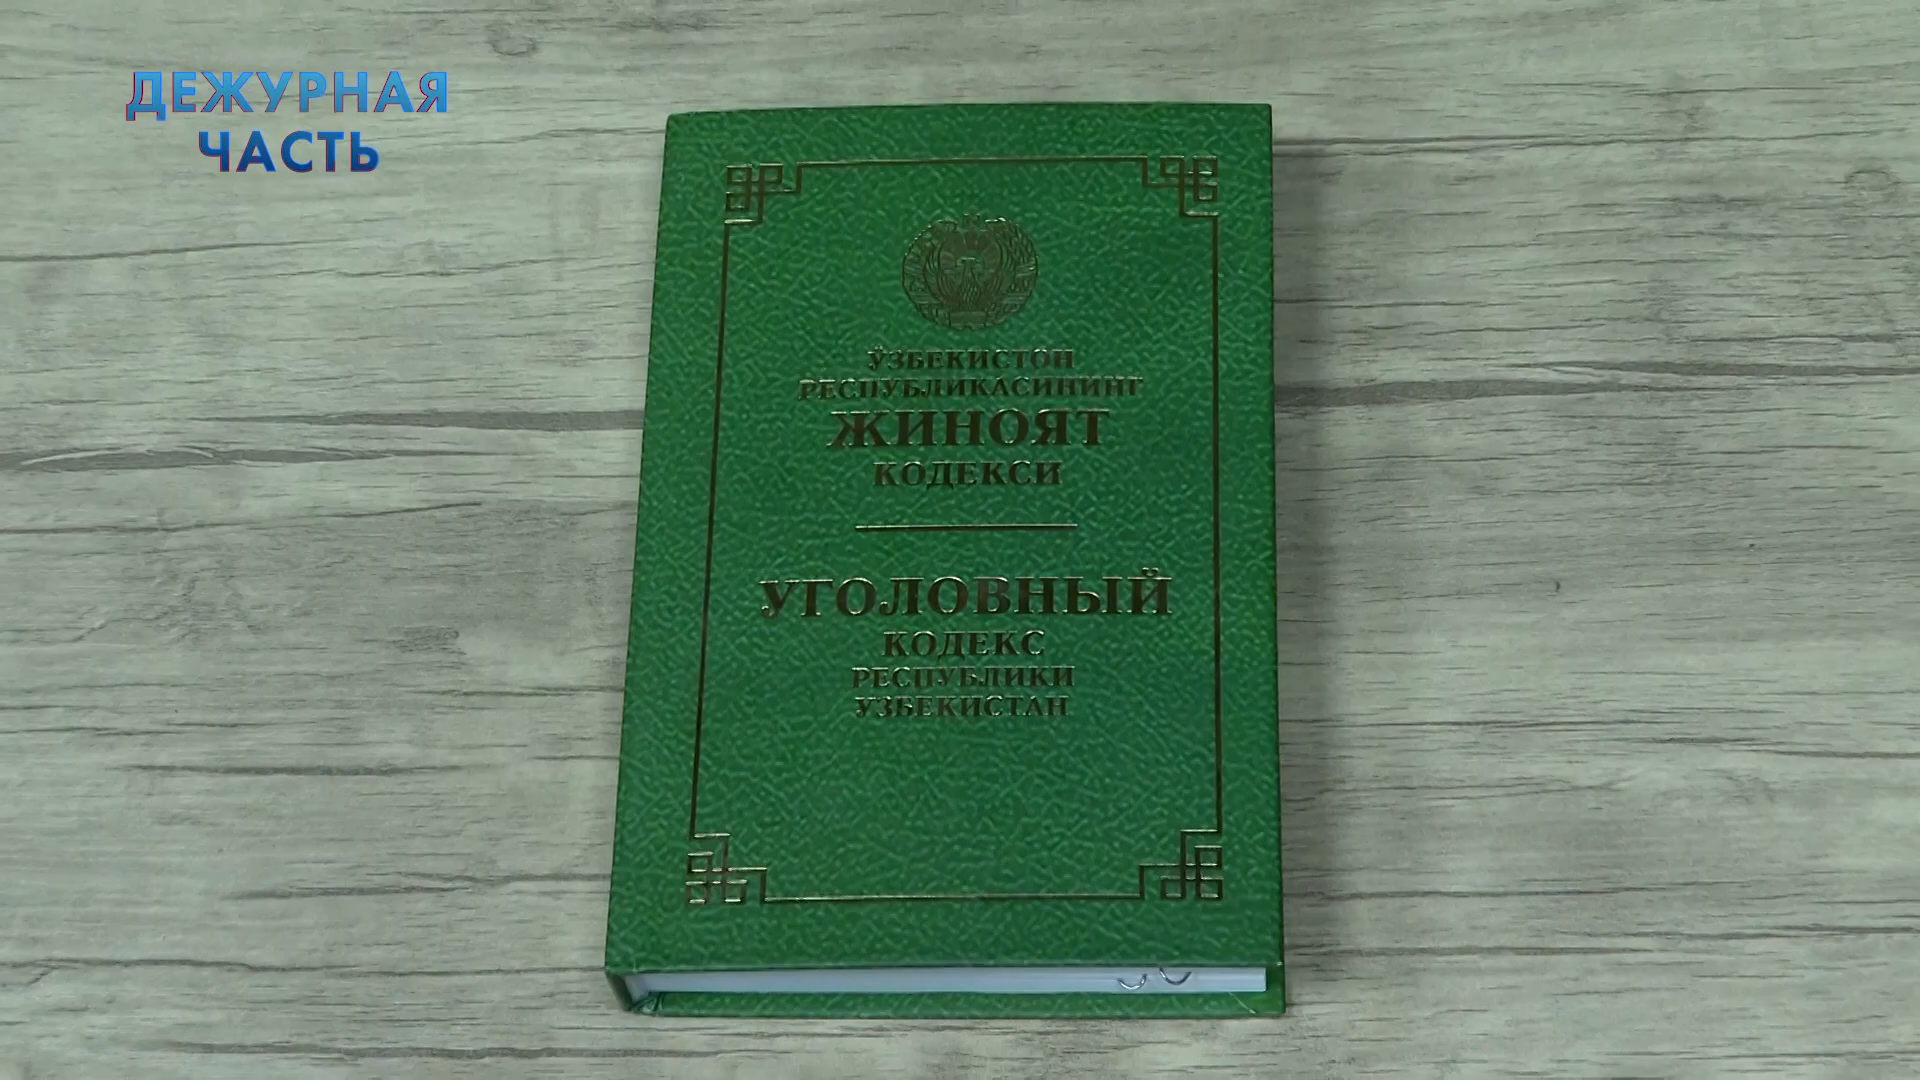 ДЕЖУРНАЯ
ЧАСТЬ
ЎЗБЕКИСТОН
РЕСПУБЛИКАСИНИНГ
ЖИНОЯТ
КОДЕКСИ
УГОЛОВНЫЙ
КОДЕКС
РЕСПУБЛИКИ
УЗБЕКИСТАН